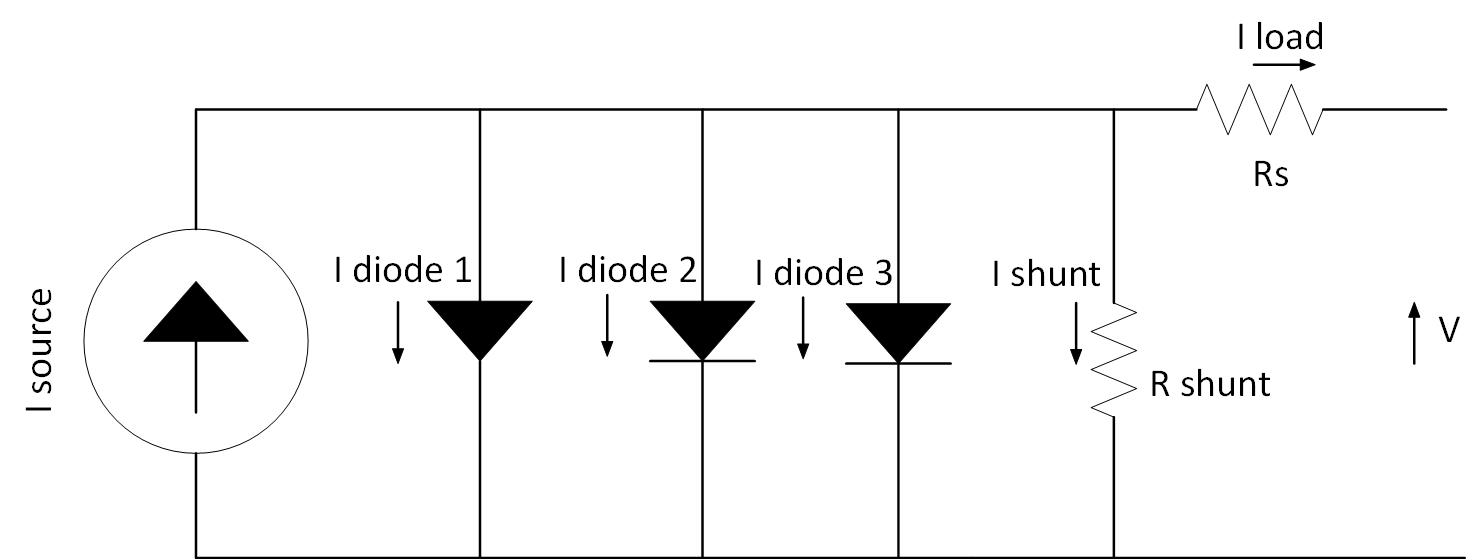 I load
Rs
I source
I diode 1
I diode 2
I diode 3
I shunt
R shunt
V